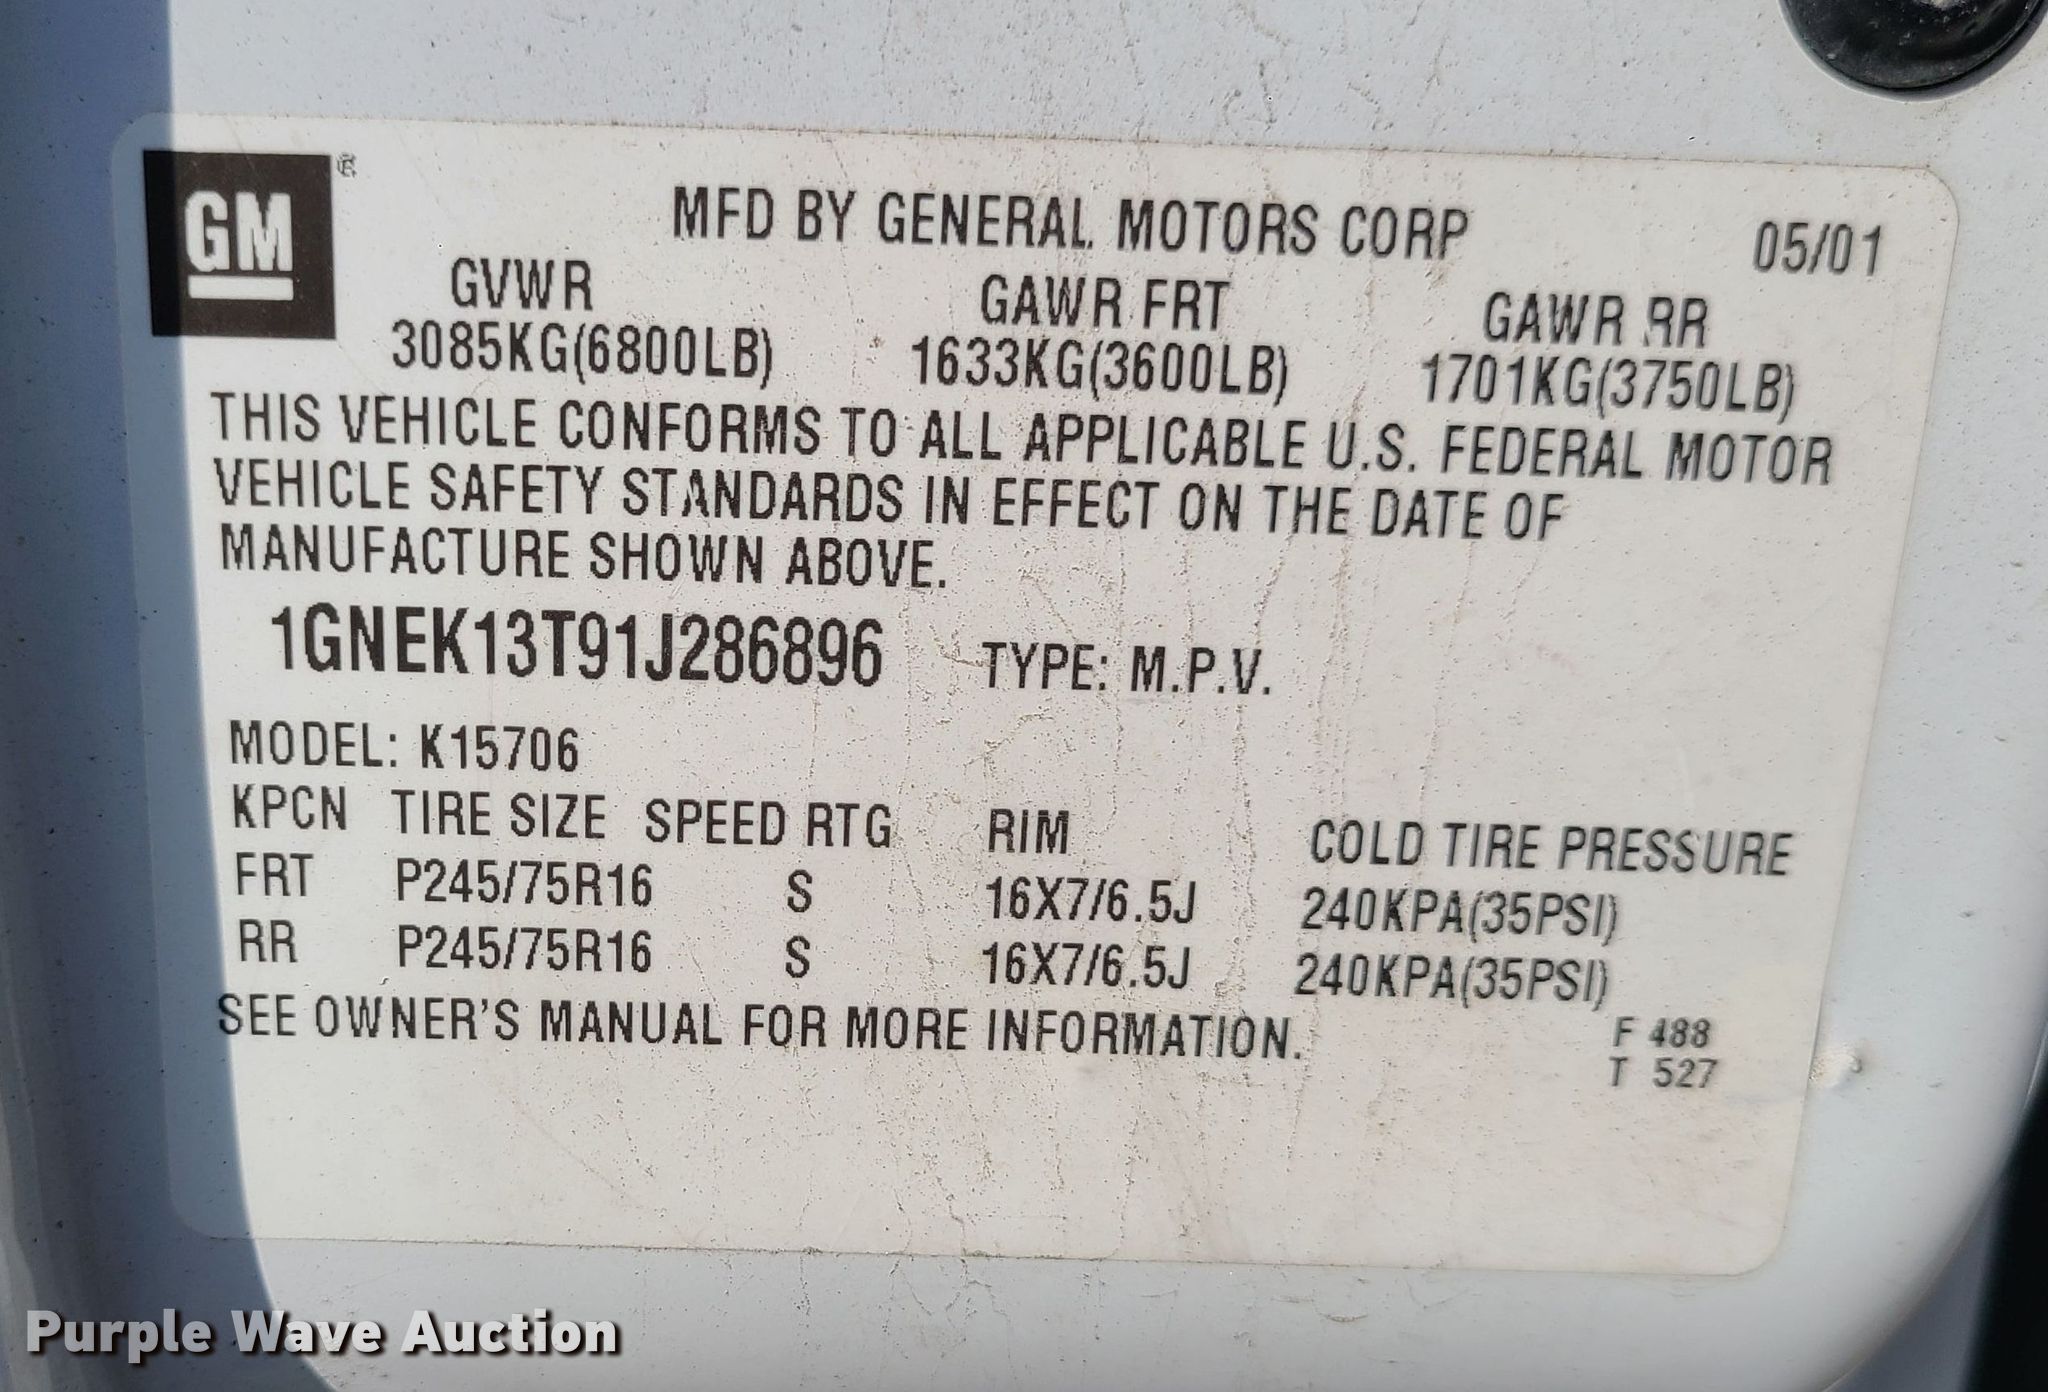 GM ®
MFD BY GENERAL MOTORS CORP 05/01
GVWR GAWR FRT GAWR RR
3085KG(6800LB) 1633KG(3600LB) 1701KG(3750LB)
THIS VEHICLE CONFORMS TO ALL APPLICABLE U.S. FEDERAL MOTOR
VEHICLE SAFETY STANDARDS IN EFFECT ON THE DATE OF
MANUFACTURE SHOWN ABOVE.
1GNEK13T91J286896 TYPE: M.P.V.
MODEL: K15706
KPCN TIRE SIZE SPEED RTG RIM COLD TIRE PRESSURE
FRT P245/75R16 S 16X7/6.5J 240KPA(35PSI)
RR P245/75R16 S 16X7/6.5J 240KPA(35PSI)
SEE OWNER'S MANUAL FOR MORE INFORMATION.
F 488
T 527
Purple Wave Auction